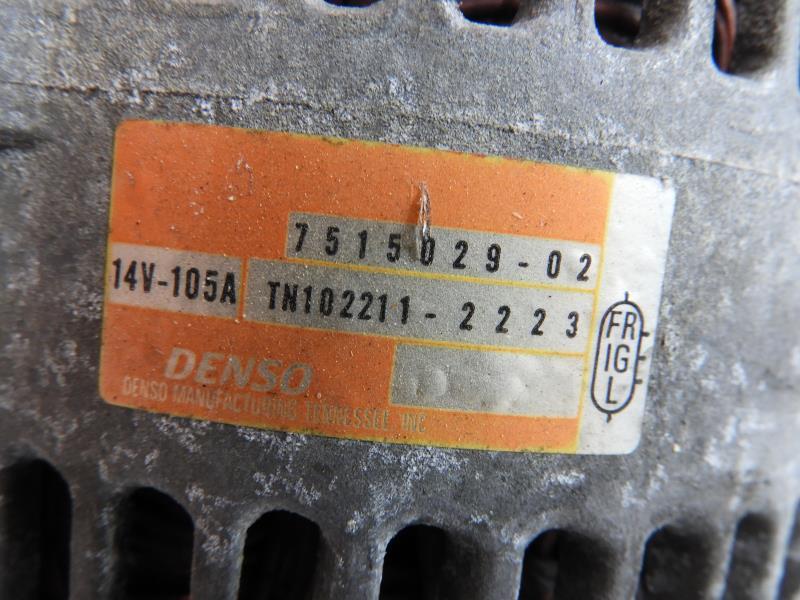 7515029-02
14V-105A TN102211-2223
DENSO
DENSO MANUFACTURING TENNESSEE, INC
FR
IG
L